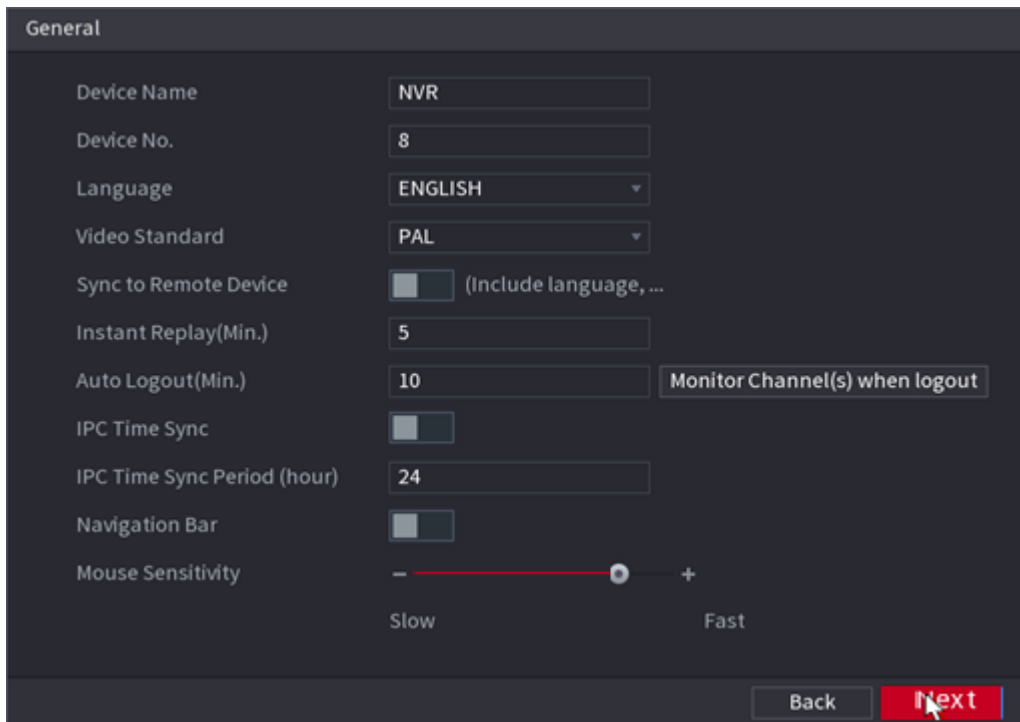 General
Device Name NVR
Device No. 8
Language ENGLISH
Video Standard PAL
Sync to Remote Device (Include language, ...
Instant Replay(Min.) 5
Auto Logout(Min.) 10 Monitor Channel(s) when logout
IPC Time Sync
IPC Time Sync Period (hour) 24
Navigation Bar
Mouse Sensitivity − +
Slow Fast
Back Next